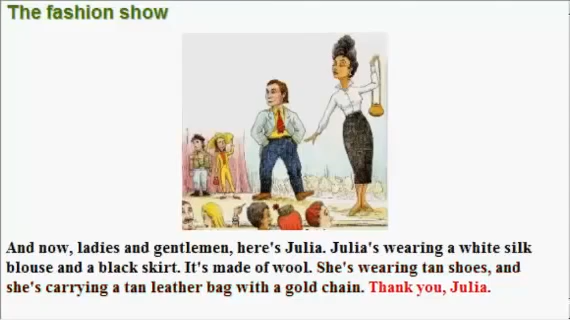 The fashion show
And now, ladies and gentlemen, here's Julia. Julia's wearing a white silk
blouse and a black skirt. It's made of wool. She's wearing tan shoes, and
she's carrying a tan leather bag with a gold chain. Thank you, Julia.